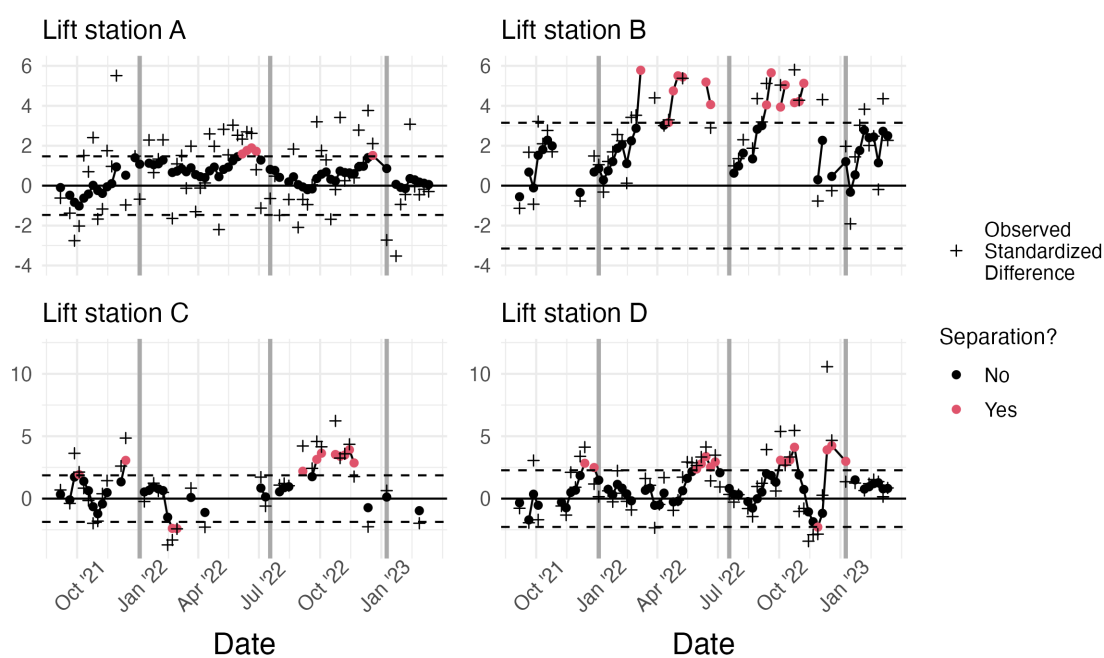 Lift station A
Lift station B
6
4
2
0
-2
-4
6
4
2
0
-2
-4
Observed
Standardized
Difference
Lift station C
Lift station D
Separation?
No
Yes
10
5
0
10
5
0
Oct '21
Jan '22
Apr '22
Jul '22
Oct '22
Jan '23
Oct '21
Jan '22
Apr '22
Jul '22
Oct '22
Jan '23
Date
Date